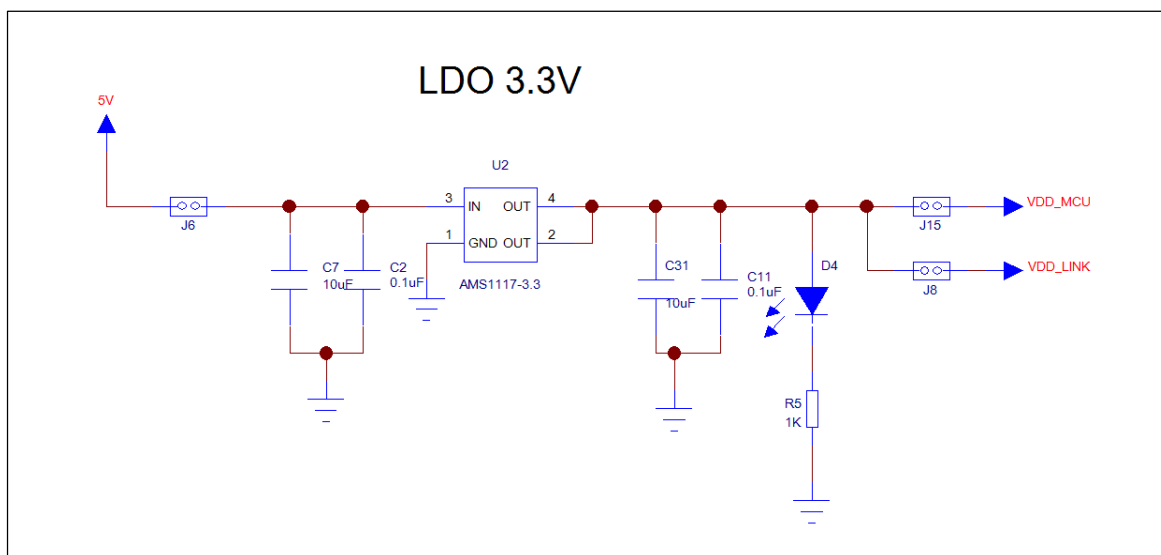 LDO 3.3V
5V
J6
C7
10uF
C2
0.1uF
U2
3
IN
OUT
4
1
GND
OUT
2
AMS1117-3.3
C31
10uF
C11
0.1uF
D4
R5
1K
J15
VDD_MCU
J8
VDD_LINK